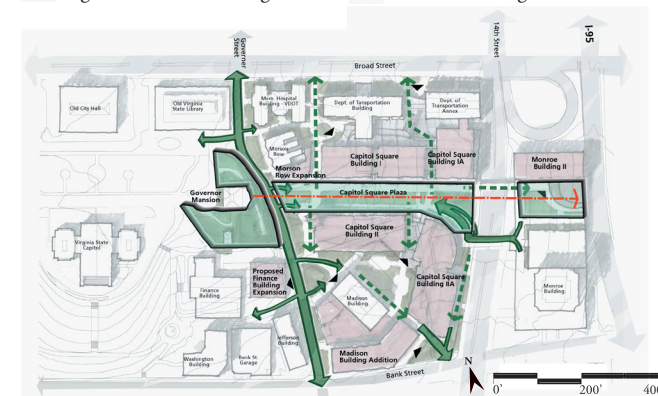 Governor
Street
14th Street
I-95
Broad Street
Old City Hall
Old Virginia
State Library
Mem. Hospital
Building - VDOT
Dept. of Tansportation
Building
Dept. of
Transportation
Annex
Morson
Row
Morson
Row Expansion
Capitol Square
Building I
Capitol Square
Building IA
Monroe
Building II
Governor
Mansion
Capitol Square Plaza
Virginia State
Capitol
Capitol Square
Building II
Proposed
Finance
Building
Expansion
Finance
Building
Madison
Building
Capitol Square
Building IIA
Monroe
Building
Jefferson
Building
Washington
Building
Bank St.
Garage
Madison
Building Addition
Bank Street
N
0'
200'